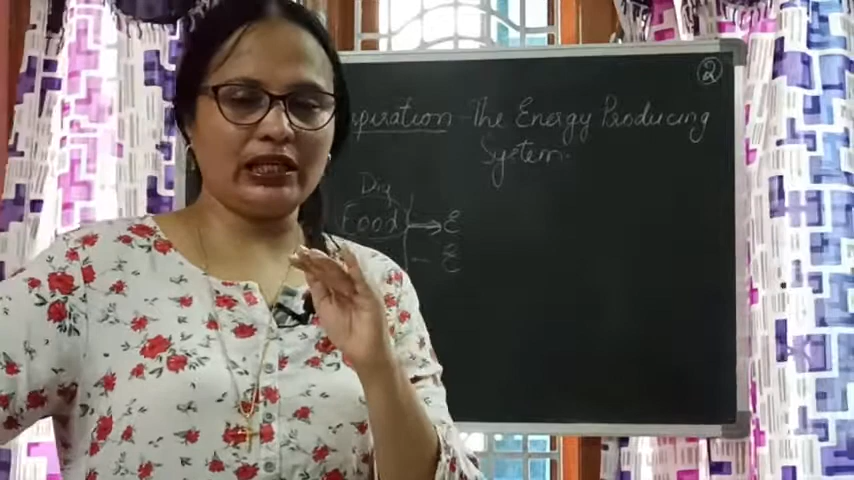 ②
spiration - The Energy Producing
System.
Dig
Food → E
- E